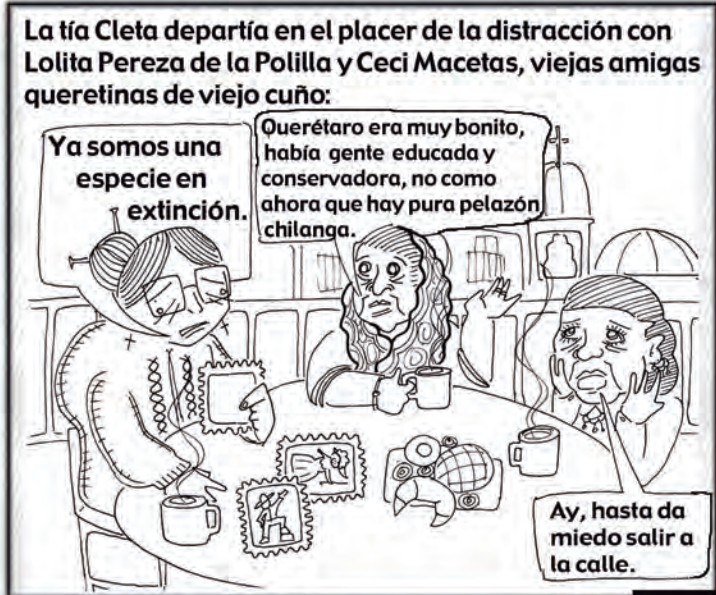 La tía Cleta departía en el placer de la distracción con
Lolita Pereza de la Polilla y Ceci Macetas, viejas amigas
queretinas de viejo cuño:
Ya somos una
especie en
extinción.
Querétaro era muy bonito,
había gente educada y
conservadora, no como
ahora que hay pura pelazón
chilanga.
Ay, hasta da
miedo salir a
la calle.